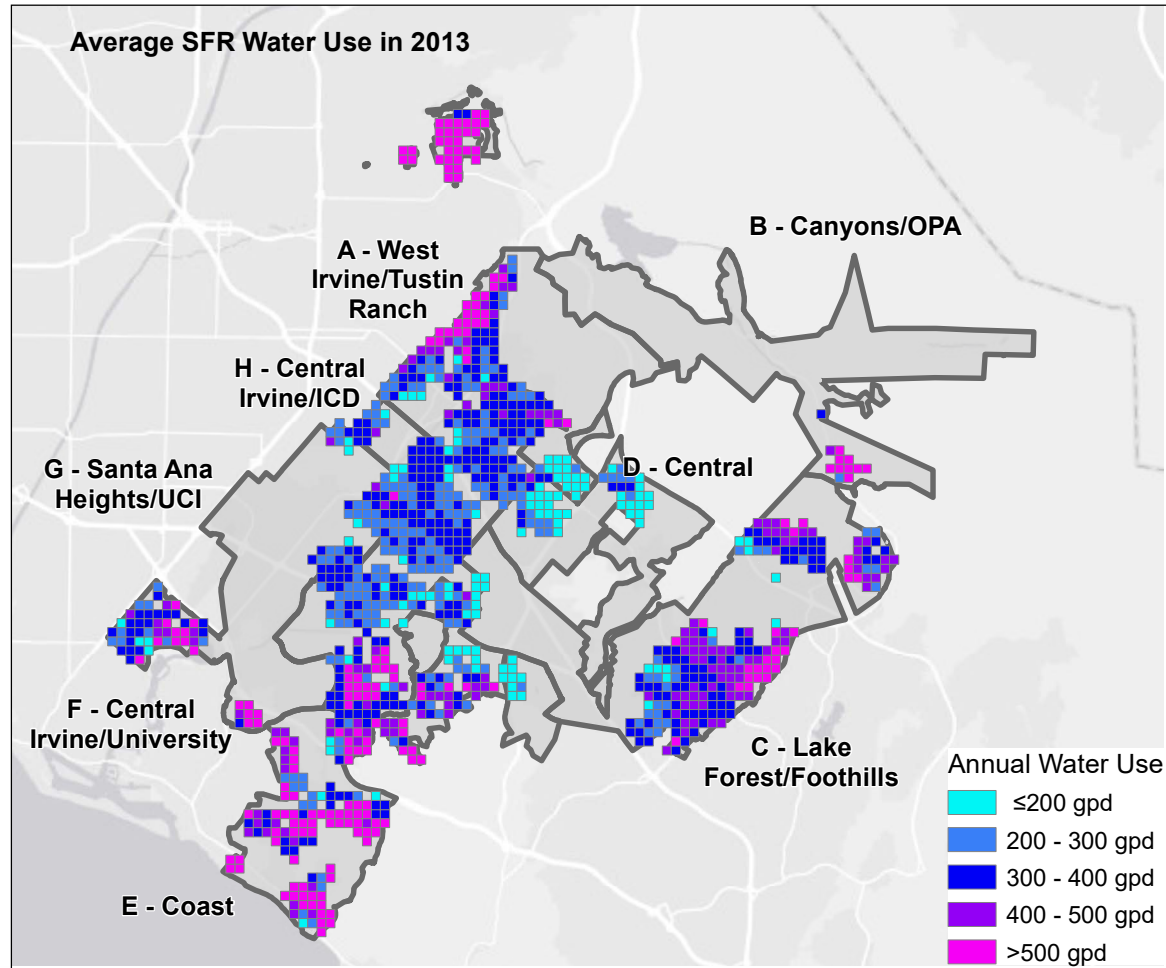 Average SFR Water Use in 2013
B - Canyons/OPA
A - West
Irvine/Tustin
Ranch
H - Central
Irvine/ICD
G - Santa Ana
Heights/UCI
D - Central
F - Central
Irvine/University
C - Lake
Forest/Foothills
E - Coast
Annual Water Use
≤200 gpd
200 - 300 gpd
300 - 400 gpd
400 - 500 gpd
>500 gpd